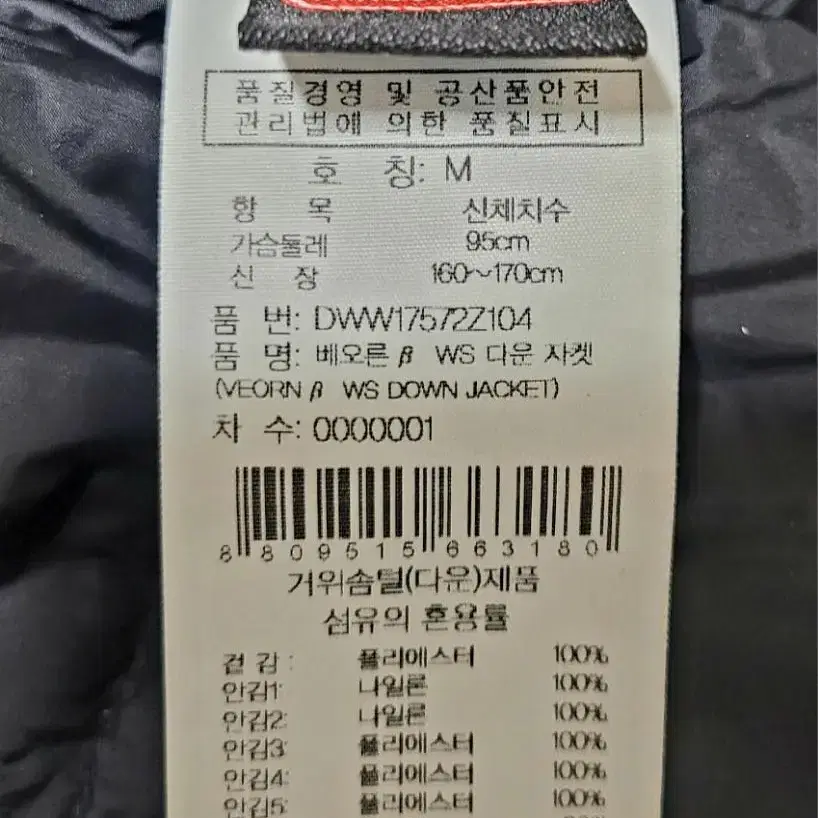 품질경영 및 공산품안전
관리법에 의한 품질표시
호 칭: M
항 목 신체치수
가슴둘레 95cm
신 장 160~170cm
품 번: DWW17572Z104
품 명: 베오른 β WS 다운 자켓
(VEORN β WS DOWN JACKET)
차 수: 0000001
8 809515 663180
거위솜털(다운)제품
섬유의 혼용률
겉감: 폴리에스터 100%
안감1: 나일론 100%
안감2: 나일론 100%
안감3: 폴리에스터 100%
안감4: 폴리에스터 100%
안감5: 폴리에스터 100%